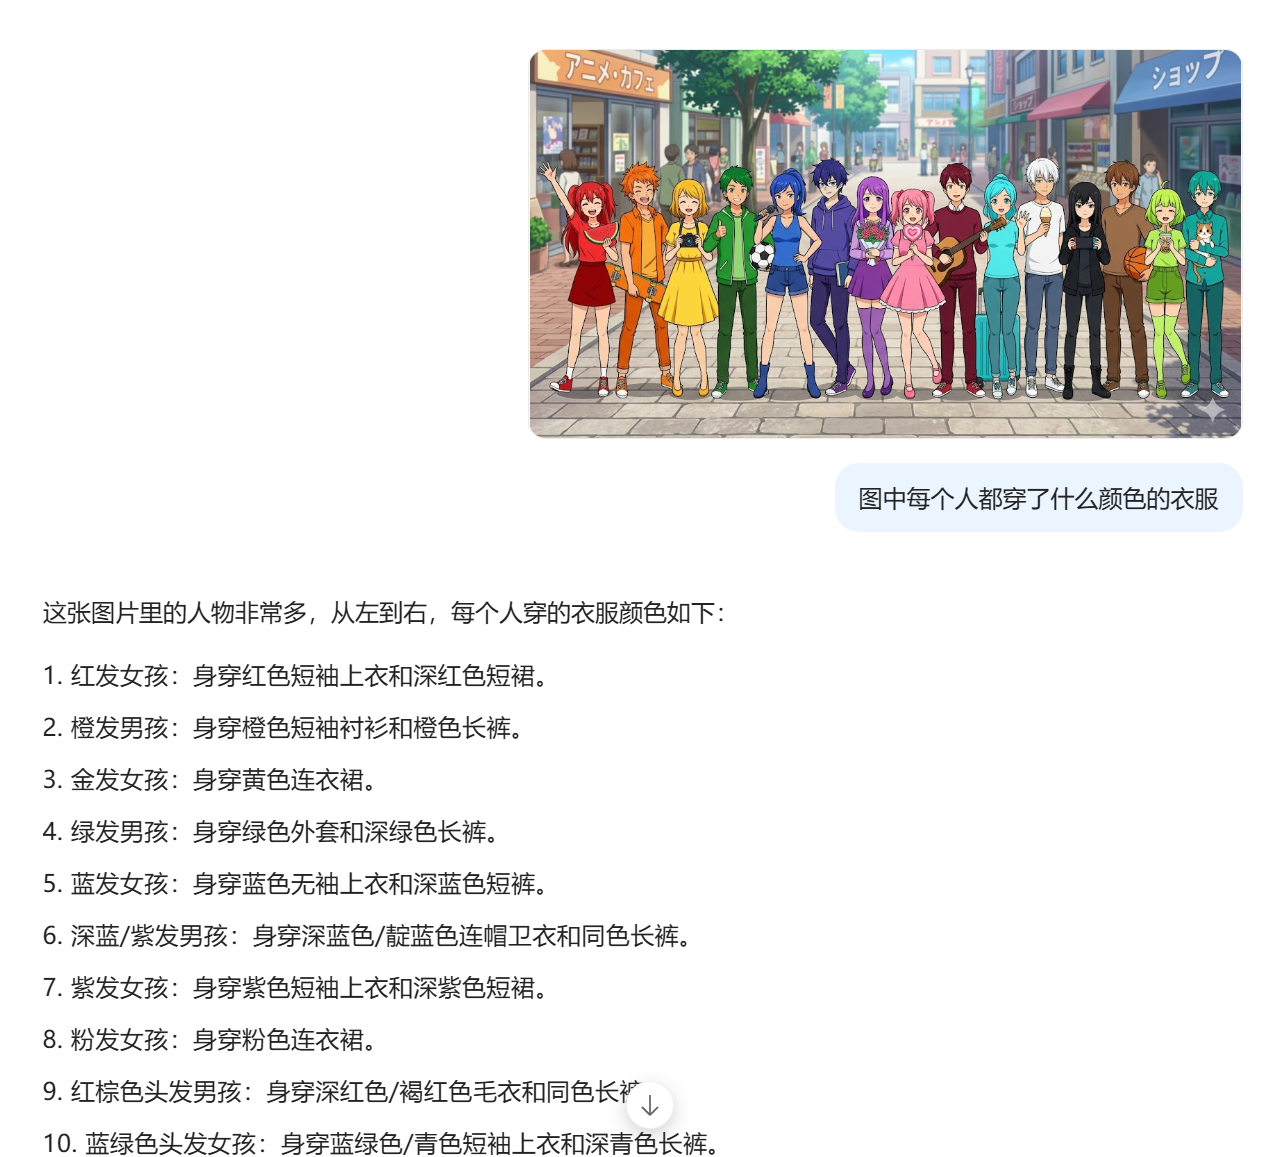 アニメ・カフェ
ショップ
ショップ
图中每个人都穿了什么颜色的衣服
这张图片里的人物非常多，从左到右，每个人穿的衣服颜色如下：
1. 红发女孩：身穿红色短袖上衣和深红色短裙。
2. 橙发男孩：身穿橙色短袖衬衫和橙色长裤。
3. 金发女孩：身穿黄色连衣裙。
4. 绿发男孩：身穿绿色外套和深绿色长裤。
5. 蓝发女孩：身穿蓝色无袖上衣和深蓝色短裤。
6. 深蓝/紫发男孩：身穿深蓝色/靛蓝色连帽卫衣和同色长裤。
7. 紫发女孩：身穿紫色短袖上衣和深紫色短裙。
8. 粉发女孩：身穿粉色连衣裙。
9. 红棕色头发男孩：身穿深红色/褐红色毛衣和同色长
10. 蓝绿色头发女孩：身穿蓝绿色/青色短袖上衣和深青色长裤。